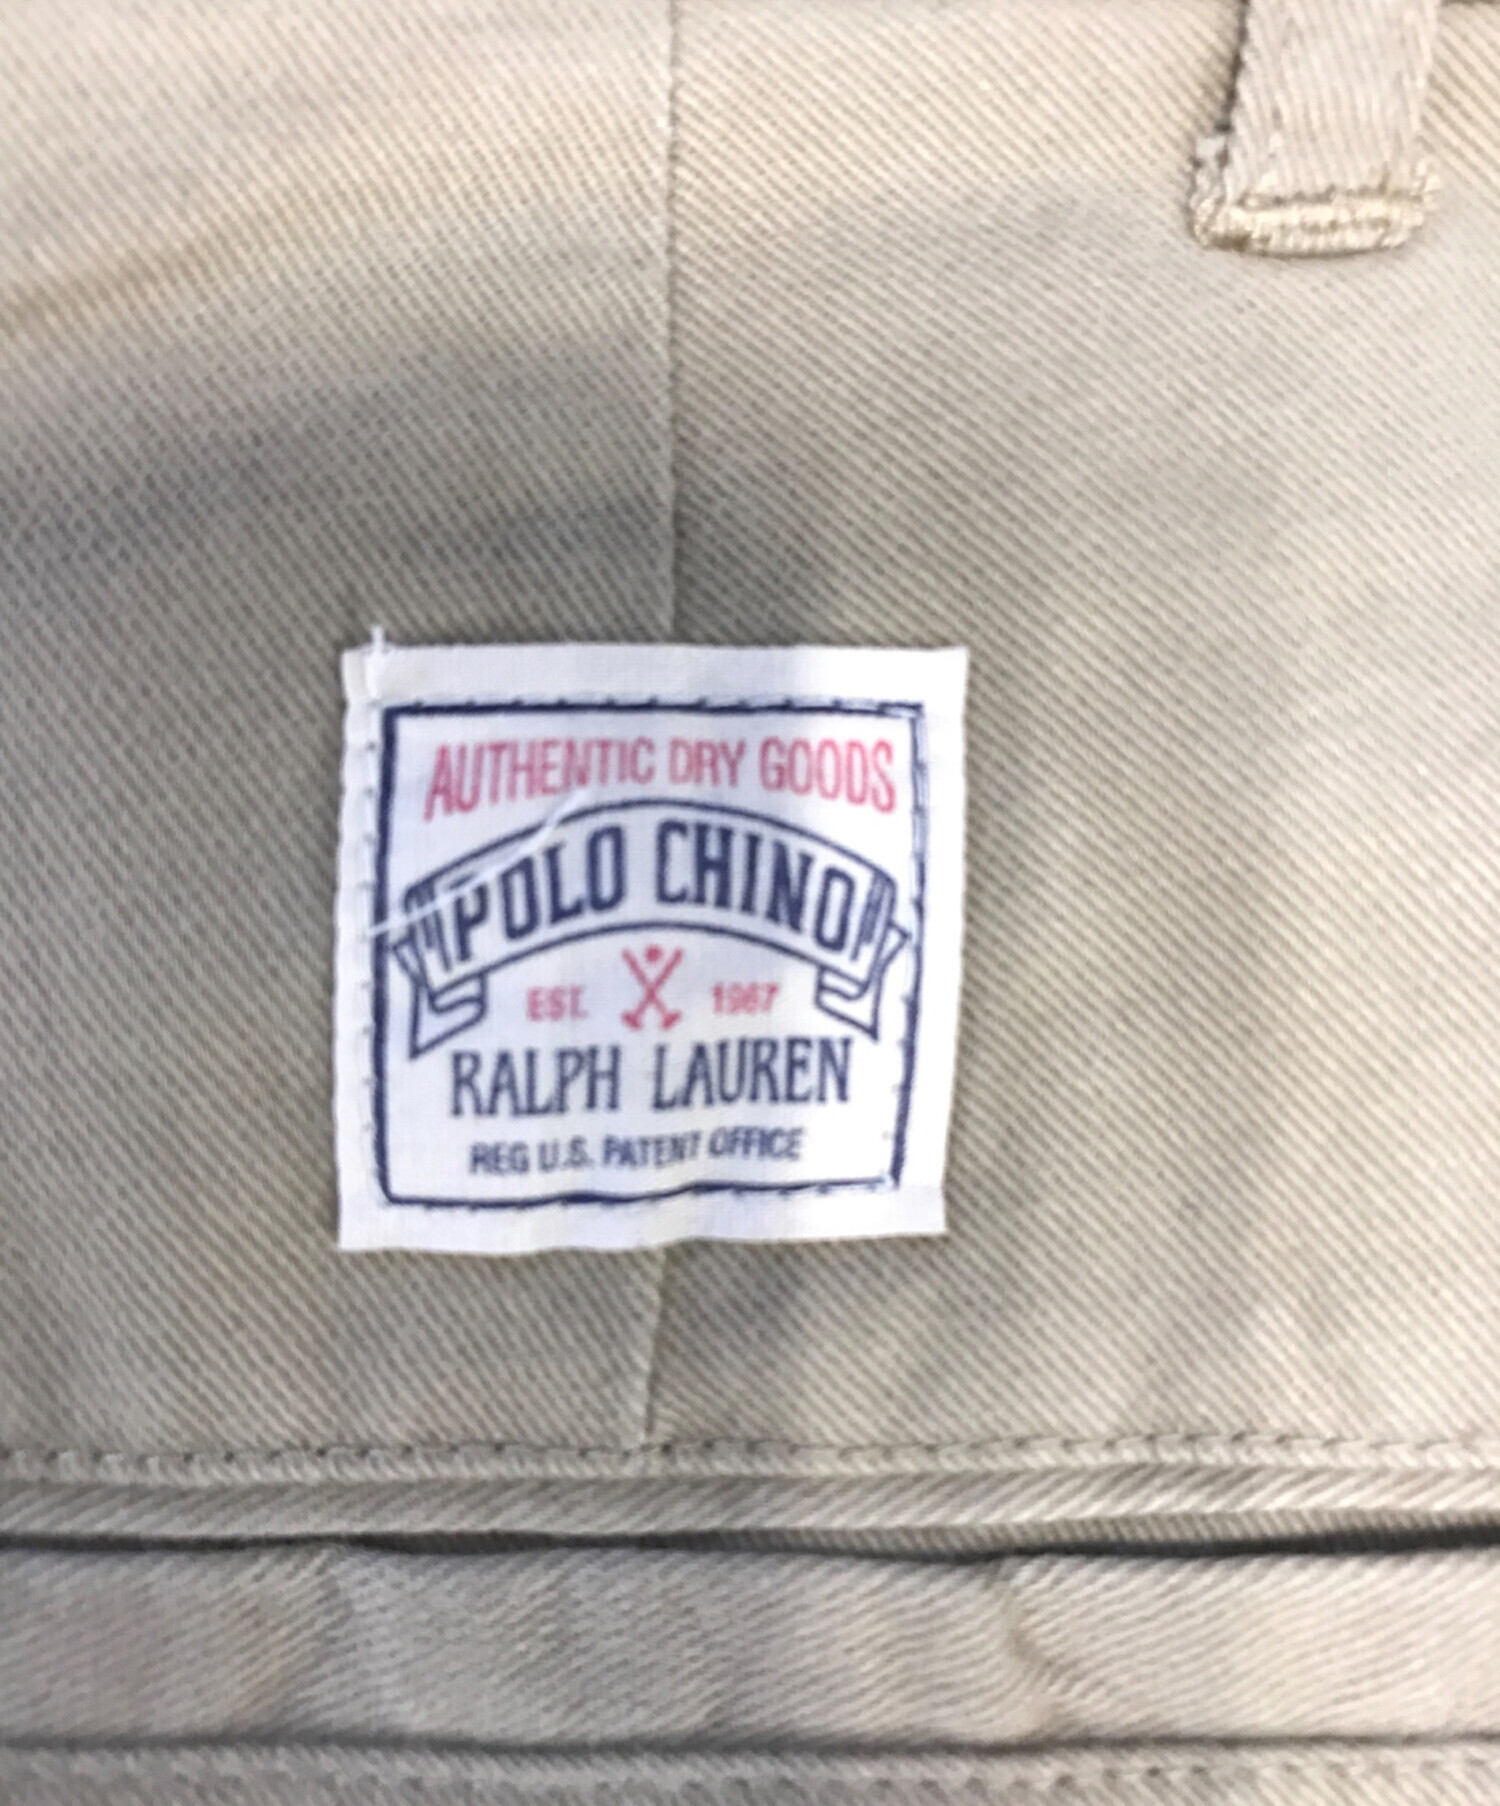 AUTHENTIC DRY GOODS
POLO CHINO
EST. 1967
RALPH LAUREN
REG U.S. PATENT OFFICE